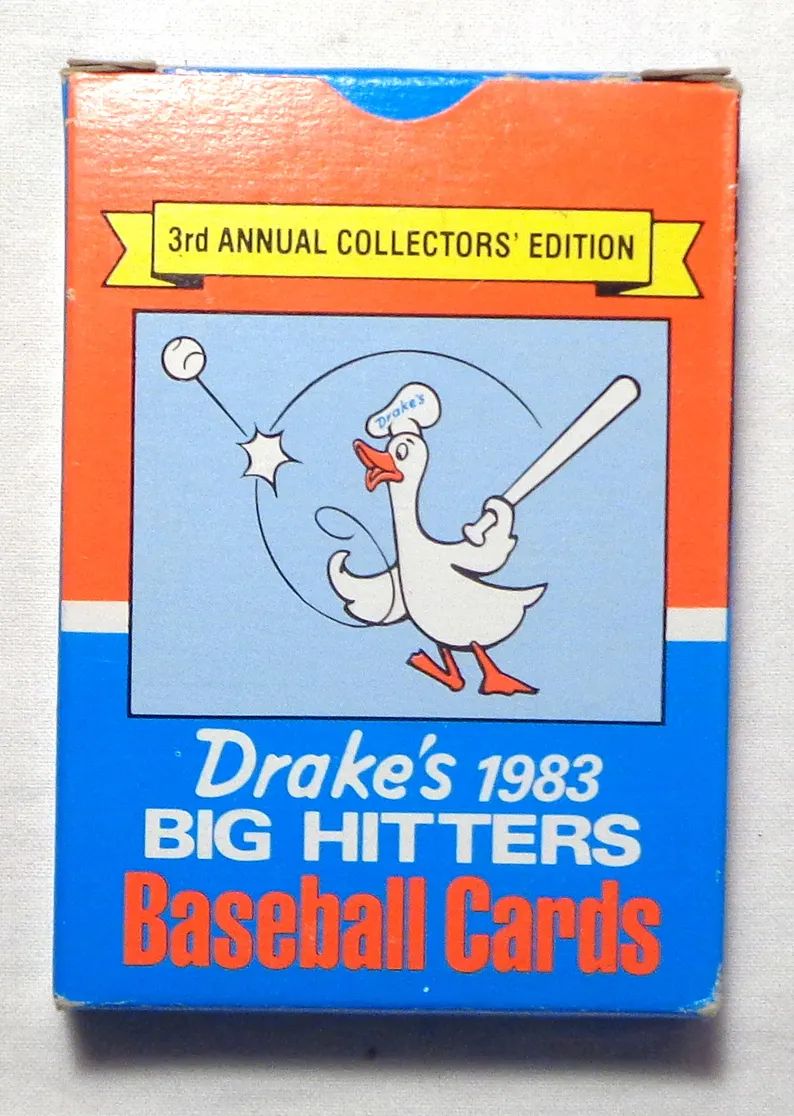 3rd ANNUAL COLLECTORS' EDITION
Drake's
Drake's 1983
BIG HITTERS
Baseball Cards